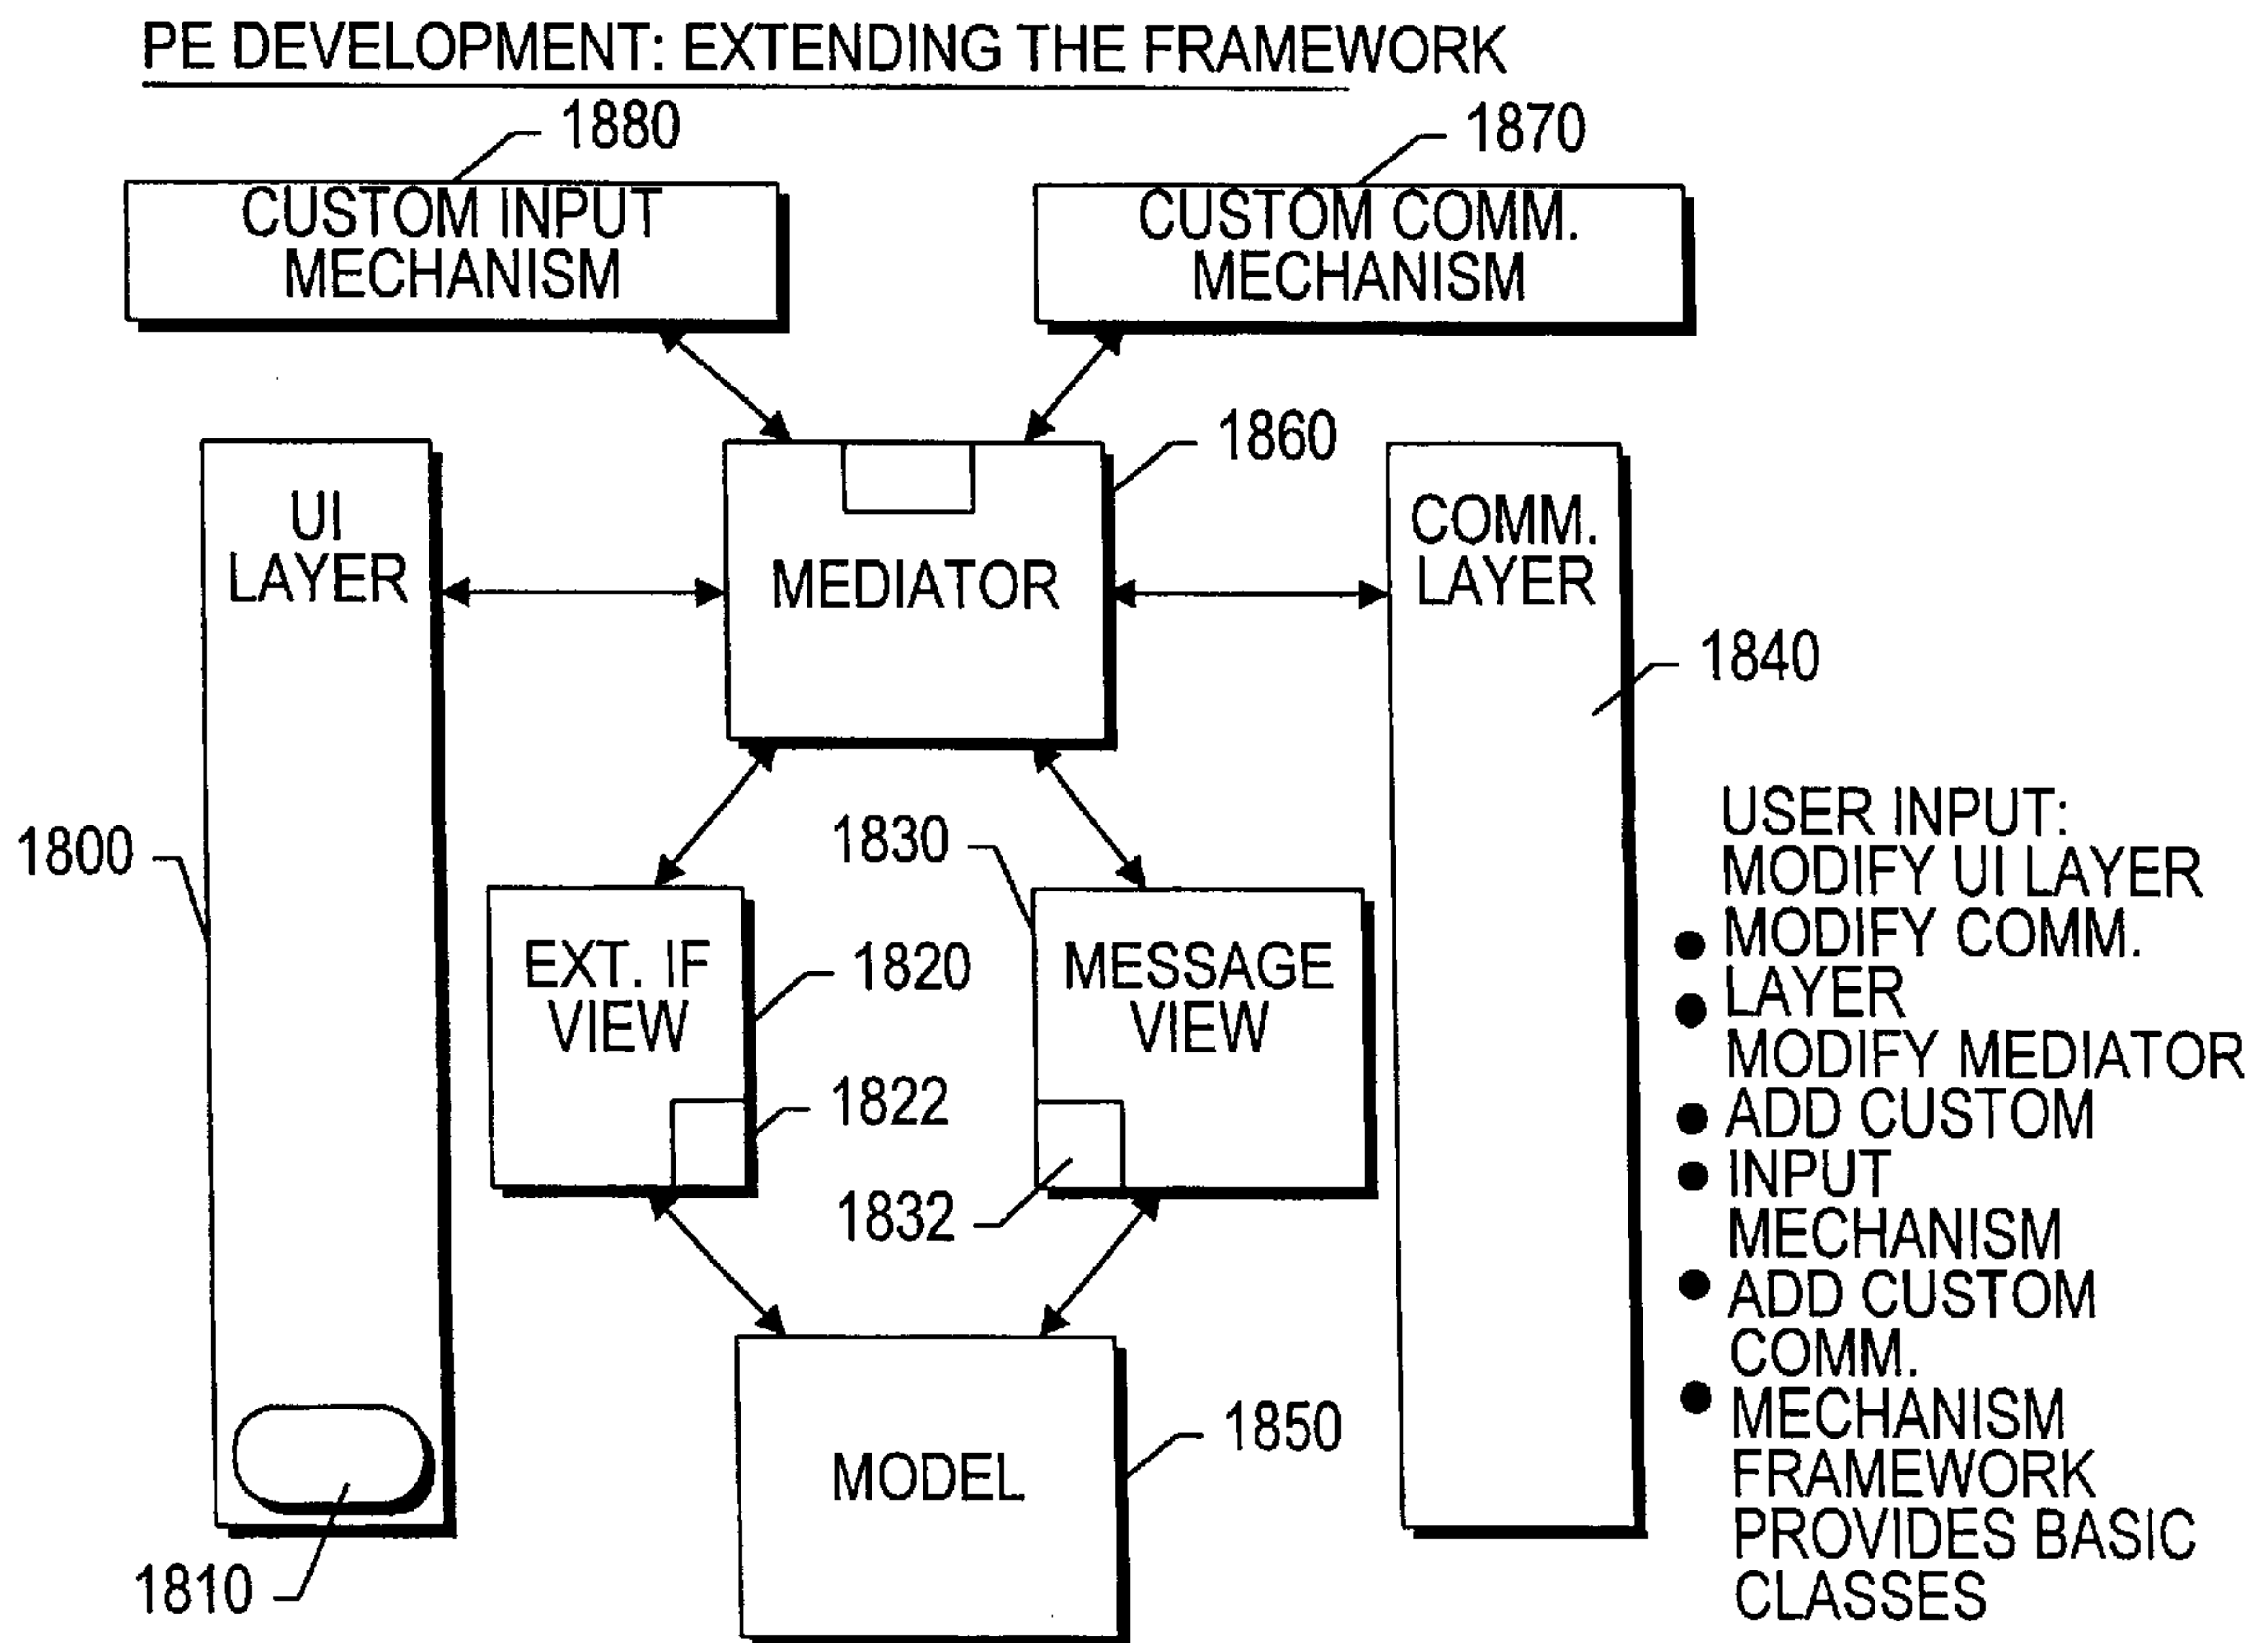 PE DEVELOPMENT: EXTENDING THE FRAMEWORK
1880
1870
CUSTOM INPUT
MECHANISM
CUSTOM COMM.
MECHANISM
1860
UI
LAYER
MEDIATOR
COMM.
LAYER
1840
1800
1830
EXT. IF
VIEW
1820
MESSAGE
VIEW
1822
1832
MODEL
1850
1810
USER INPUT:
MODIFY UI LAYER
● MODIFY COMM.
● LAYER
MODIFY MEDIATOR
● ADD CUSTOM
● INPUT
MECHANISM
● ADD CUSTOM
COMM.
● MECHANISM
FRAMEWORK
PROVIDES BASIC
CLASSES